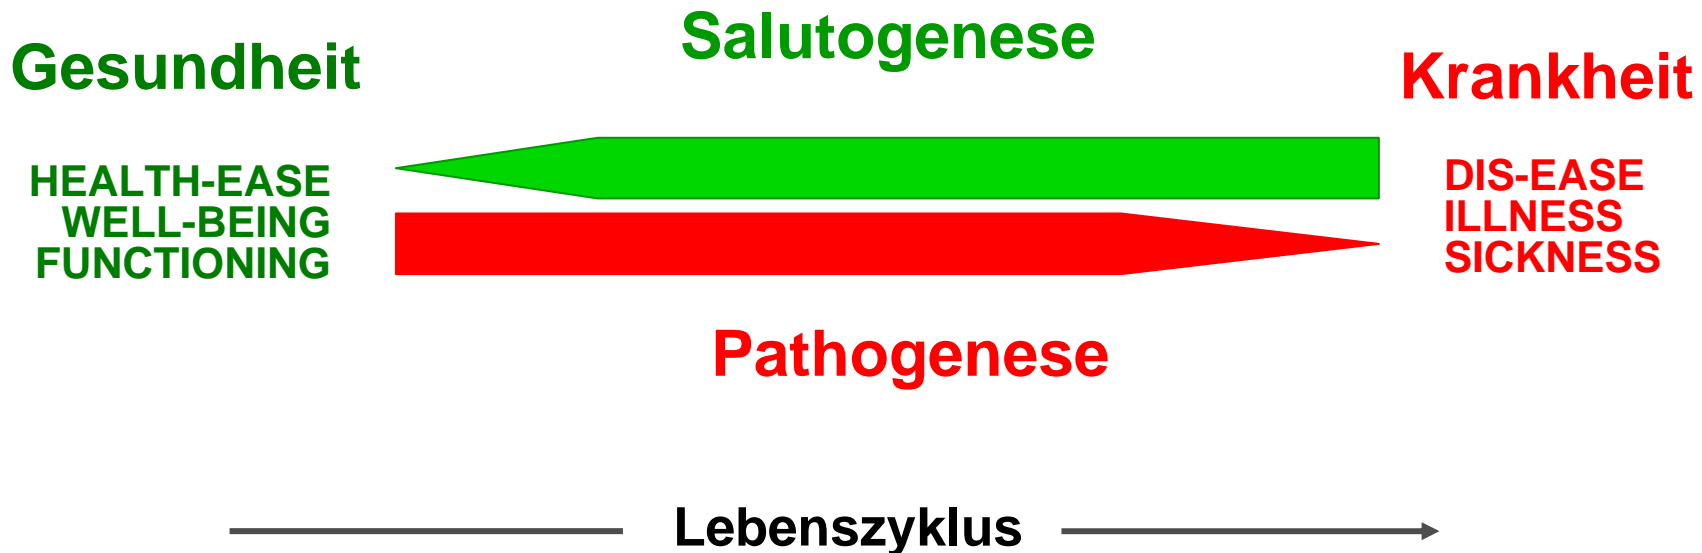 Salutogenese
Gesundheit
Krankheit
HEALTH-EASE
WELL-BEING
FUNCTIONING
DIS-EASE
ILLNESS
SICKNESS
Pathogenese
Lebenszyklus